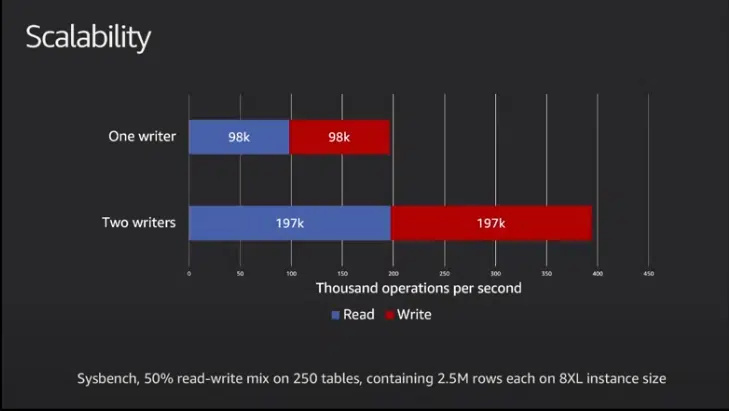 Scalability
One writer
98k 98k
Two writers
197k 197k
0 50 100 150 200 250 300 350 400 450
Thousand operations per second
Read Write
Sysbench, 50% read-write mix on 250 tables, containing 2.5M rows each on 8XL instance size